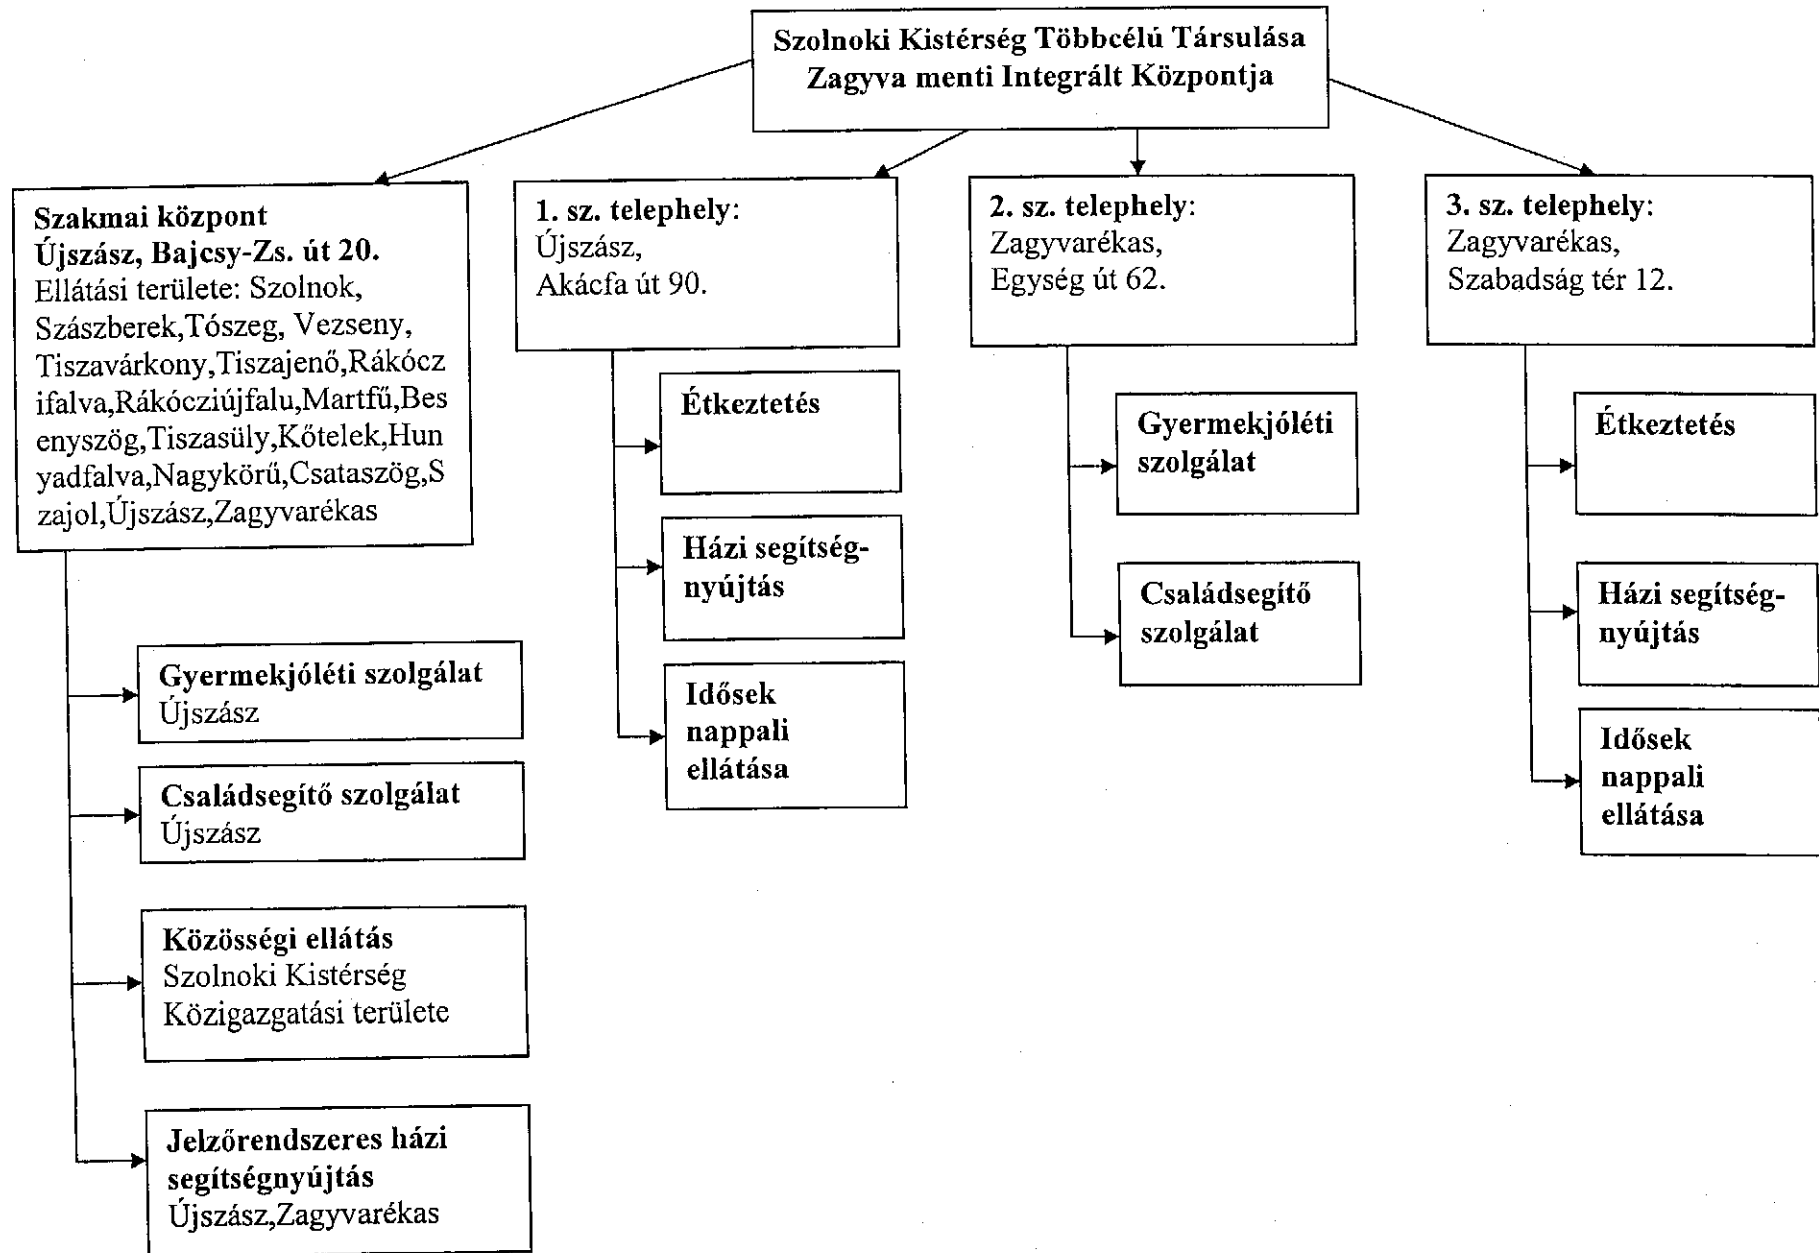 Szolnoki Kistérség Többcélú Társulása
Zagyva menti Integrált Központja
Szakmai központ
Újszász, Bajcsy-Zs. út 20.
Ellátási területe: Szolnok,
Szászberek,Tószeg, Vezseny,
Tiszavárkony,Tiszajenő,Rákócz
ifalva,Rákócziújfalu,Martfű,Bes
enyszög,Tiszasüly,Kőtelek,Hun
yadfalva,Nagykörű,Csataszög,S
zajol,Újszász,Zagyvarékas
Gyermekjóléti szolgálat
Újszász
Családsegítő szolgálat
Újszász
Közösségi ellátás
Szolnoki Kistérség
Közigazgatási területe
Jelzőrendszeres házi
segítségnyújtás
Újszász,Zagyvarékas
1. sz. telephely:
Újszász,
Akácfa út 90.
Étkeztetés
Házi segítség-
nyújtás
Idősek
nappali
ellátása
2. sz. telephely:
Zagyvarékas,
Egység út 62.
Gyermekjóléti
szolgálat
Családsegítő
szolgálat
3. sz. telephely:
Zagyvarékas,
Szabadság tér 12.
Étkeztetés
Házi segítség-
nyújtás
Idősek
nappali
ellátása